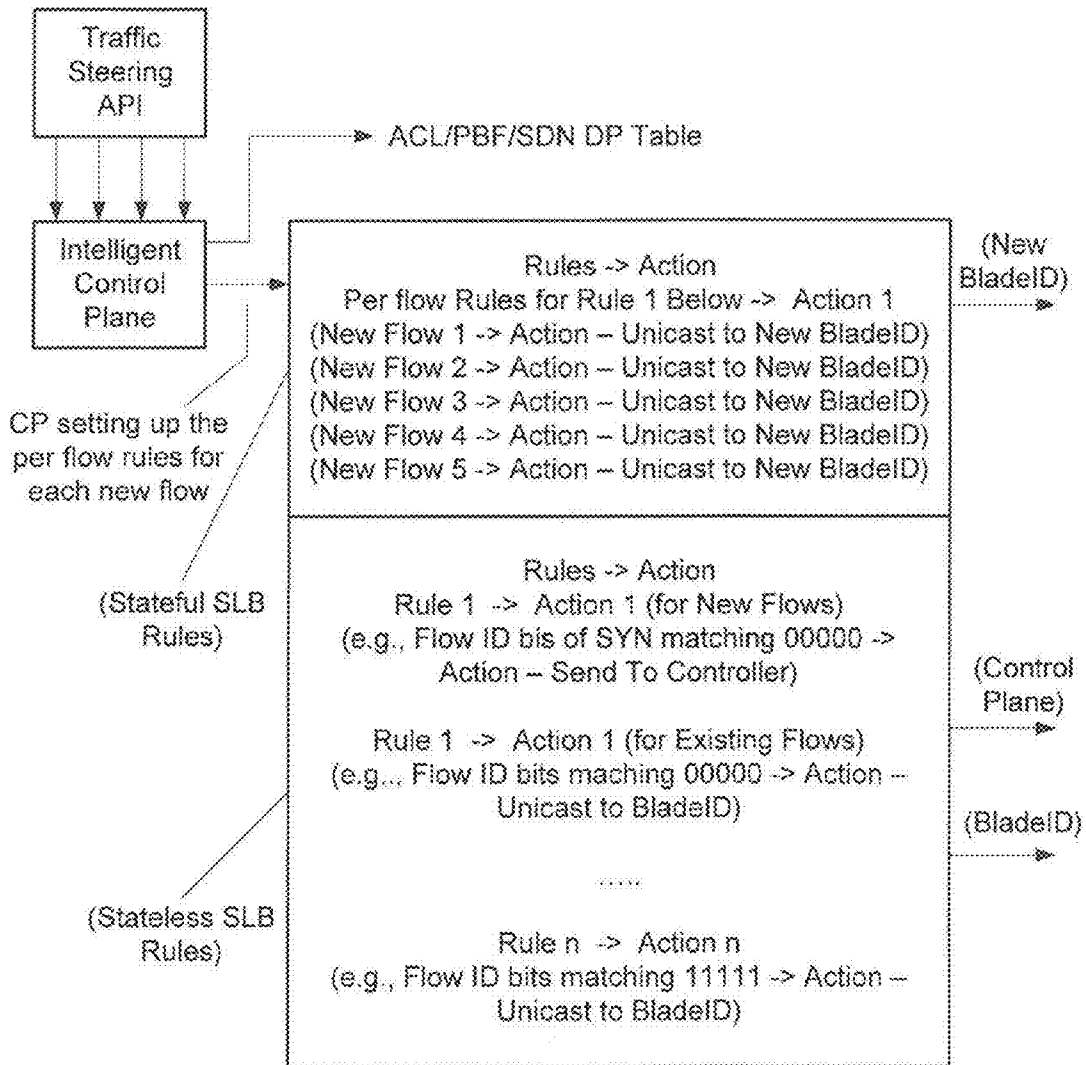 Traffic
Steering
API
ACL/PBF/SDN DP Table
Intelligent
Control
Plane
(New
BladeID)
Rules -> Action
Per flow Rules for Rule 1 Below -> Action 1
(New Flow 1 -> Action – Unicast to New BladeID)
(New Flow 2 -> Action – Unicast to New BladeID)
(New Flow 3 -> Action – Unicast to New BladeID)
(New Flow 4 -> Action – Unicast to New BladeID)
(New Flow 5 -> Action – Unicast to New BladeID)
CP setting up the
per flow rules for
each new flow
(Stateful SLB
Rules)
Rules -> Action
Rule 1 -> Action 1 (for New Flows)
(e.g., Flow ID bis of SYN matching 00000 ->
Action – Send To Controller)
(Control
Plane)
Rule 1 -> Action 1 (for Existing Flows)
(e.g... Flow ID bits maching 00000 -> Action –
Unicast to BladeID)
(BladeID)
.....
(Stateless SLB
Rules)
Rule n -> Action n
(e.g., Flow ID bits matching 11111 -> Action –
Unicast to BladeID)